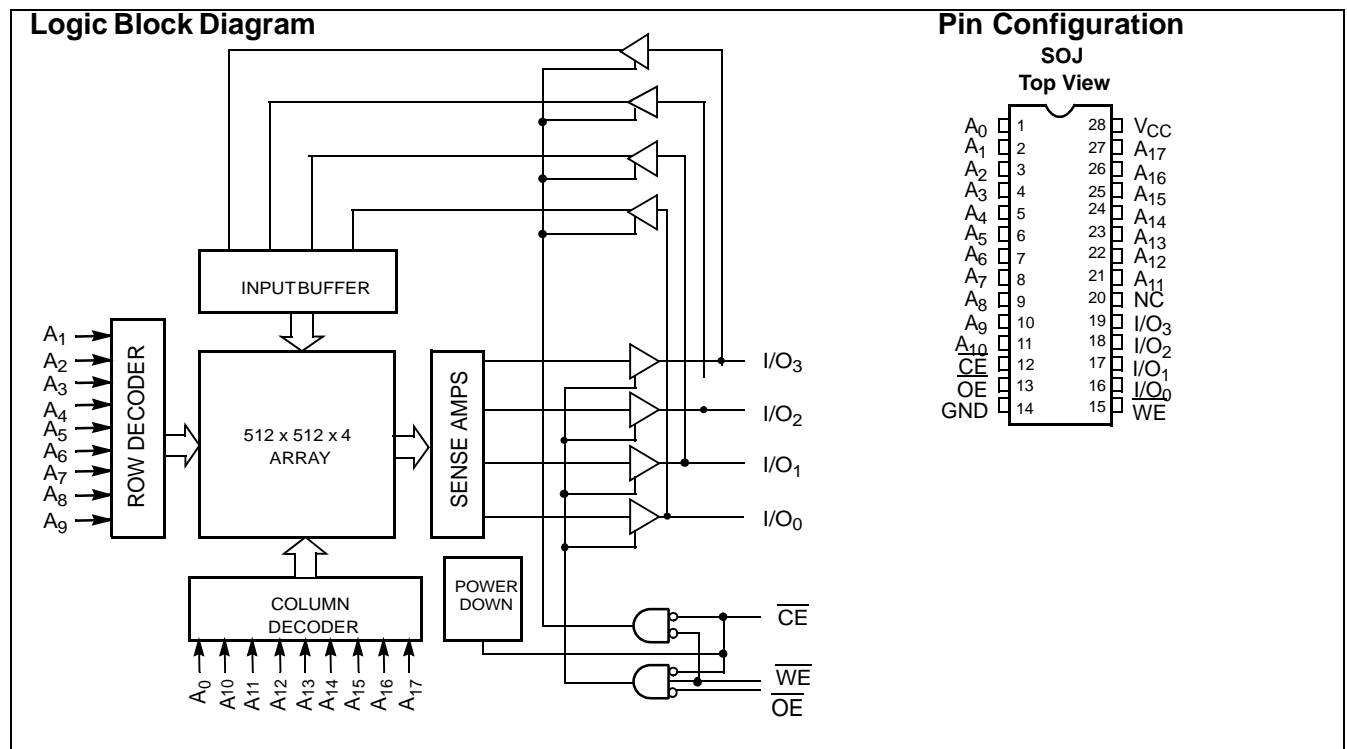 Logic Block Diagram
INPUT BUFFER
A1
A2
A3
A4
A5
A6
A7
A8
A9
ROW DECODER
512 x 512 x 4
ARRAY
SENSE AMPS
I/O3
I/O2
I/O1
I/O0
COLUMN
DECODER
POWER
DOWN
A0
A10
A11
A12
A13
A14
A15
A16
A17
CE
WE
OE
Pin Configuration
SOJ
Top View
A0 1 28 VCC
A1 2 27 A17
A2 3 26 A16
A3 4 25 A15
A4 5 24 A14
A5 6 23 A13
A6 7 22 A12
A7 8 21 A11
A8 9 20 NC
A9 10 19 I/O3
A10 11 18 I/O2
CE 12 17 I/O1
OE 13 16 I/O0
GND 14 15 WE